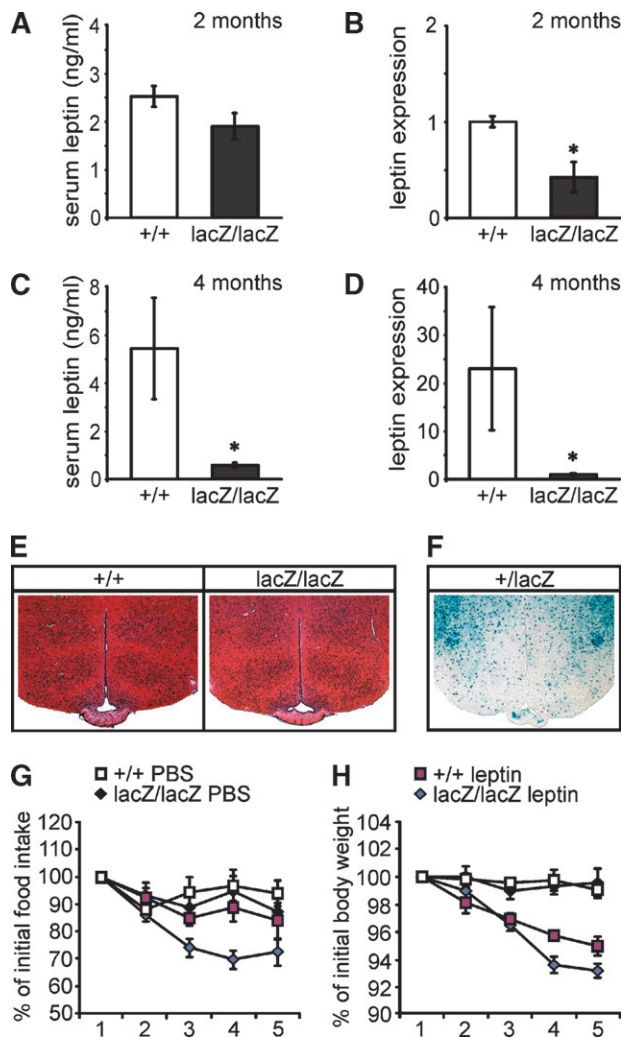 A
2 months
serum leptin (ng/ml)
5
4
3
2
1
0
+/+ lacZ/lacZ
B
2 months
leptin expression
2
1
0
*
+/+ lacZ/lacZ
C
4 months
serum leptin (ng/ml)
8
6
4
2
0
*
+/+ lacZ/lacZ
D
4 months
leptin expression
40
30
20
10
0
*
+/+ lacZ/lacZ
E
+/+
lacZ/lacZ
F
+/lacZ
G
+/+ PBS
lacZ/lacZ PBS
% of initial food intake
120
110
100
90
80
70
60
50
1 2 3 4 5
H
+/+ leptin
lacZ/lacZ leptin
% of initial body weight
104
102
100
98
96
94
92
90
1 2 3 4 5